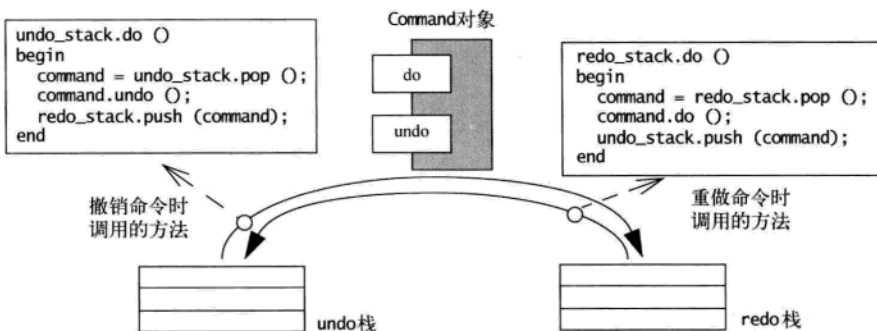 Command对象
undo_stack.do ()
begin
command = undo_stack.pop ();
command.undo ();
redo_stack.push (command);
end
do
undo
redo_stack.do ()
begin
command = redo_stack.pop ();
command.do ();
undo_stack.push (command);
end
撤销命令时
调用的方法
重做命令时
调用的方法
undo栈
redo栈